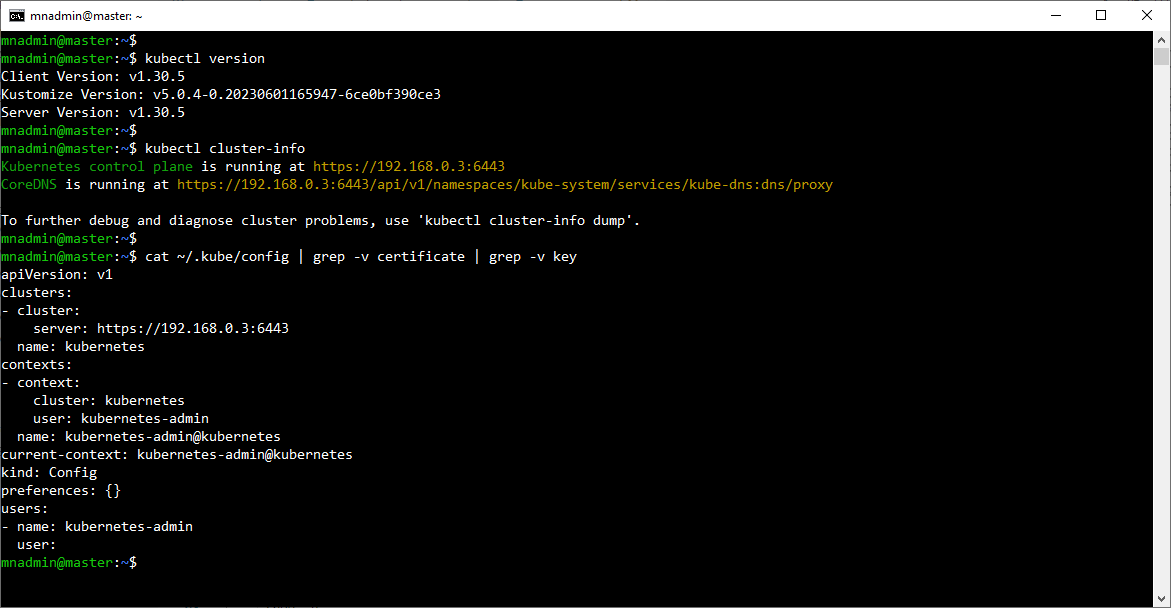 mnadmin@master: ~
mnadmin@master:~$
mnadmin@master:~$ kubectl version
Client Version: v1.30.5
Kustomize Version: v5.0.4-0.20230601165947-6ce0bf390ce3
Server Version: v1.30.5
mnadmin@master:~$
mnadmin@master:~$ kubectl cluster-info
Kubernetes control plane is running at https://192.168.0.3:6443
CoreDNS is running at https://192.168.0.3:6443/api/v1/namespaces/kube-system/services/kube-dns:dns/proxy

To further debug and diagnose cluster problems, use 'kubectl cluster-info dump'.
mnadmin@master:~$
mnadmin@master:~$ cat ~/.kube/config | grep -v certificate | grep -v key
apiVersion: v1
clusters:
- cluster:
    server: https://192.168.0.3:6443
  name: kubernetes
contexts:
- context:
    cluster: kubernetes
    user: kubernetes-admin
  name: kubernetes-admin@kubernetes
current-context: kubernetes-admin@kubernetes
kind: Config
preferences: {}
users:
- name: kubernetes-admin
  user:
mnadmin@master:~$